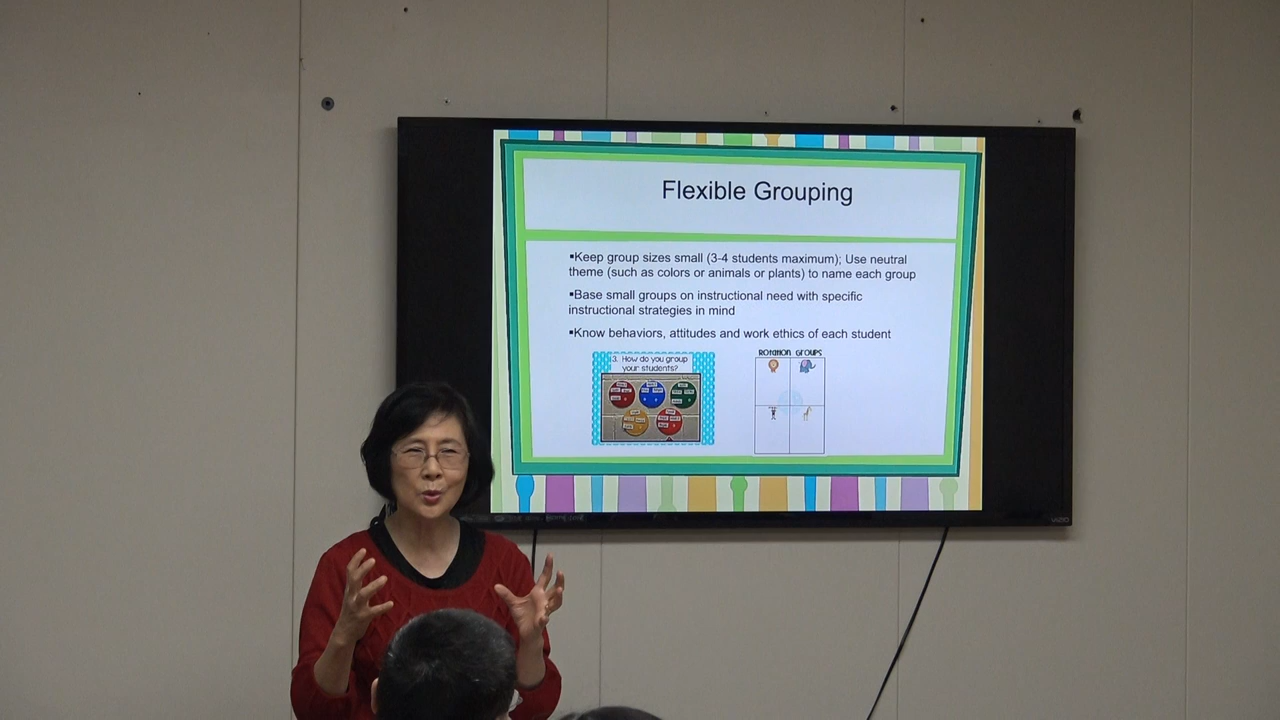 Flexible Grouping
▪Keep group sizes small (3-4 students maximum); Use neutral
theme (such as colors or animals or plants) to name each group
▪Base small groups on instructional need with specific
instructional strategies in mind
▪Know behaviors, attitudes and work ethics of each student
3. How do you group
your students?
Rotation Groups
VIZIO